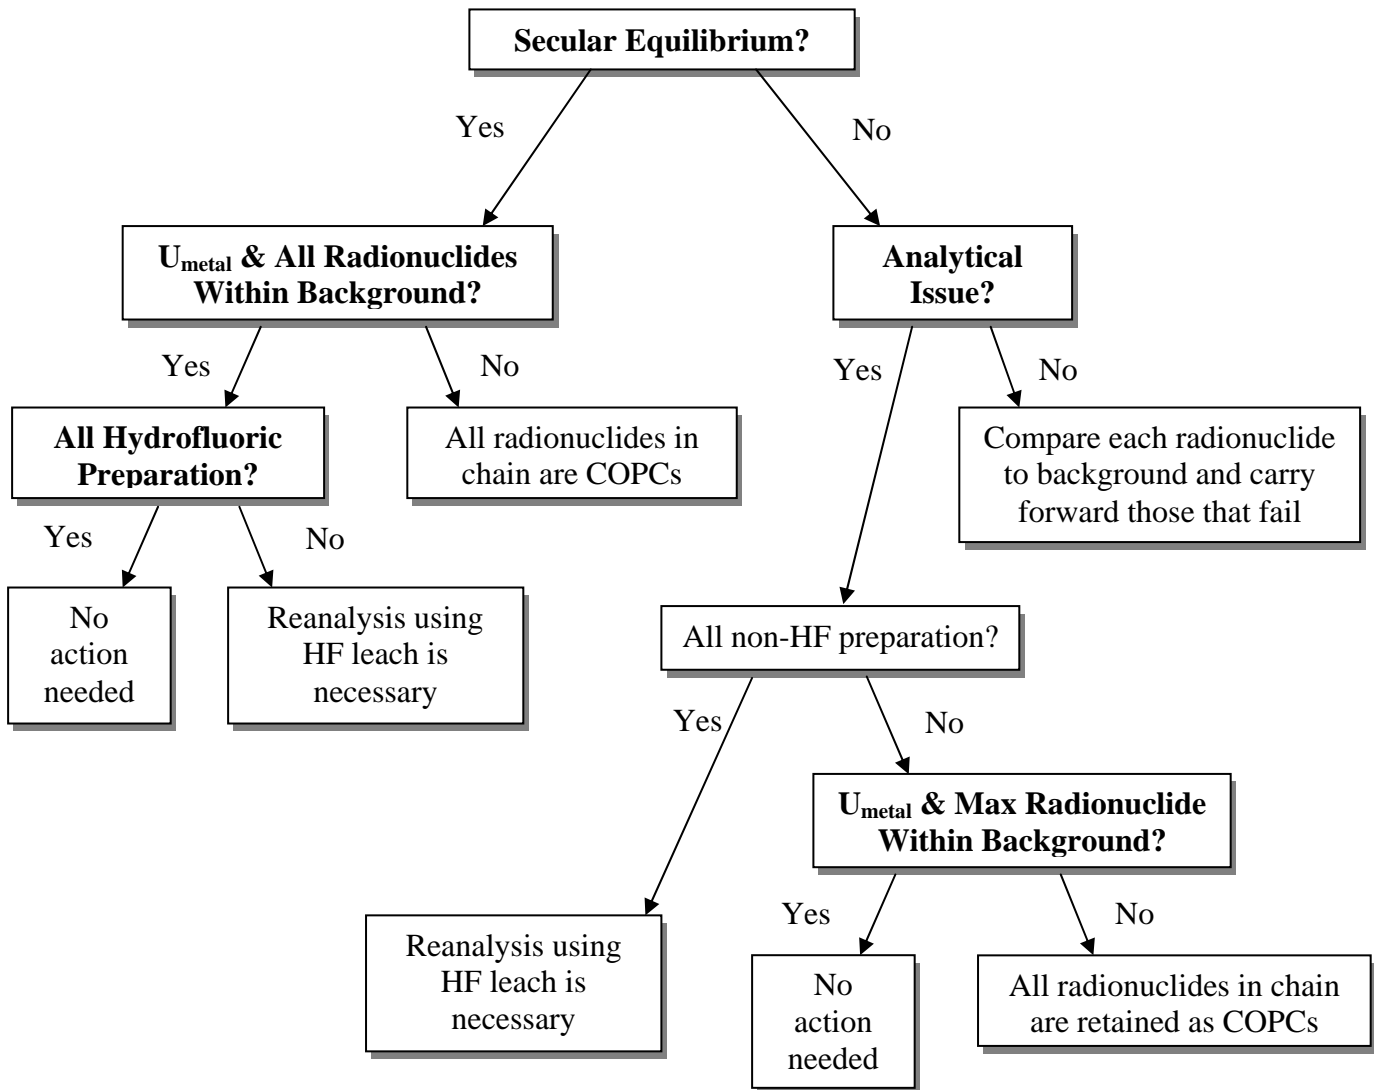 Secular Equilibrium?
Yes
No
U_metal & All Radionuclides
Within Background?
Analytical
Issue?
Yes
No
Yes
No
All Hydrofluoric
Preparation?
All radionuclides in
chain are COPCs
Compare each radionuclide
to background and carry
forward those that fail
Yes
No
No
action
needed
Reanalysis using
HF leach is
necessary
All non-HF preparation?
Yes
No
U_metal & Max Radionuclide
Within Background?
Yes
No
Reanalysis using
HF leach is
necessary
No
action
needed
All radionuclides in chain
are retained as COPCs